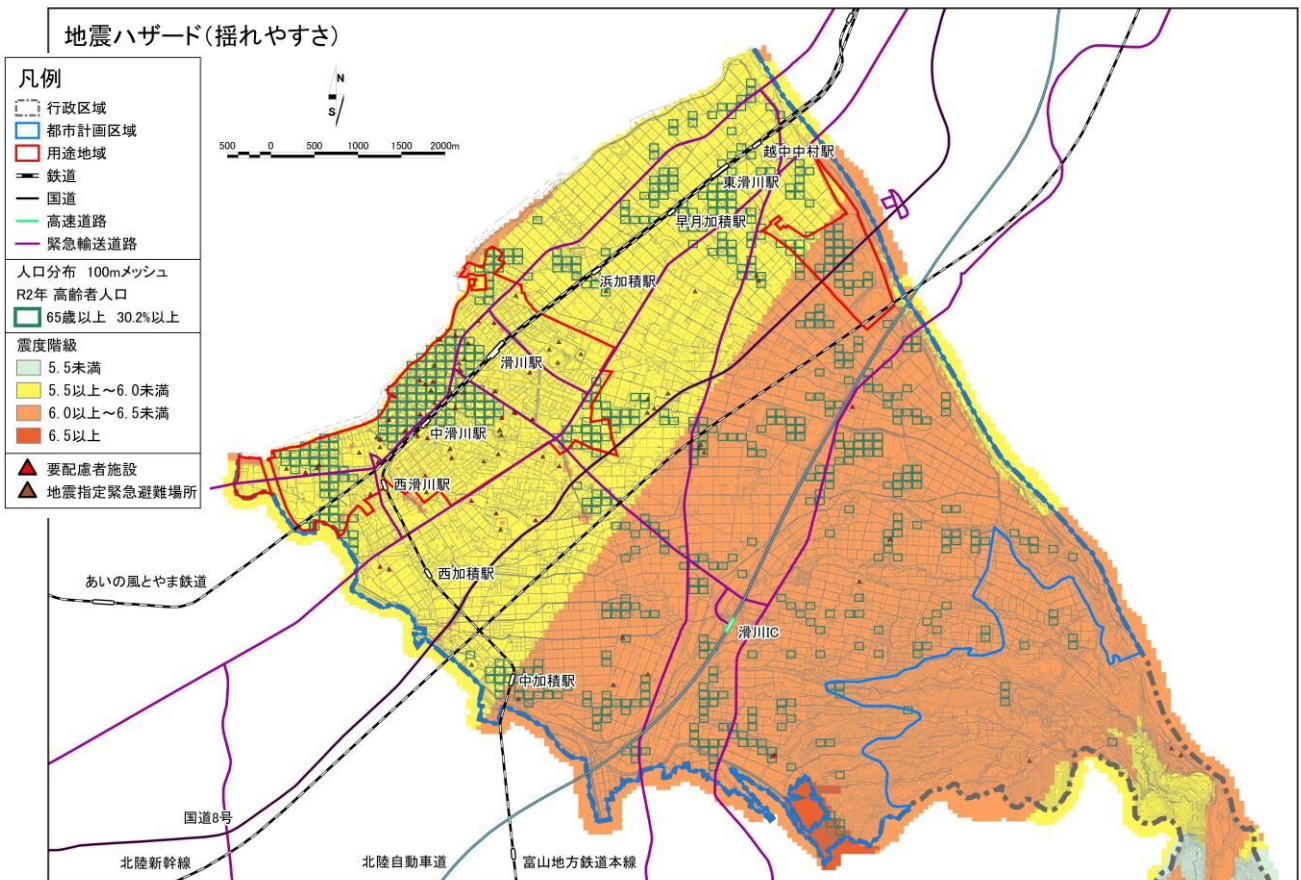 地震ハザード(揺れやすさ)
凡例
行政区域
都市計画区域
用途地域
鉄道
国道
高速道路
緊急輸送道路
人口分布 100mメッシュ
R2年 高齢者人口
65歳以上 30.2%以上
震度階級
5.5未満
5.5以上~6.0未満
6.0以上~6.5未満
6.5以上
要配慮者施設
地震指定緊急避難場所
N
S
500 0 500 1000 1500 2000m
越中中村駅
東滑川駅
早月加積駅
浜加積駅
滑川駅
中滑川駅
西滑川駅
西加積駅
中加積駅
滑川IC
あいの風とやま鉄道
国道8号
北陸新幹線
北陸自動車道
富山地方鉄道本線